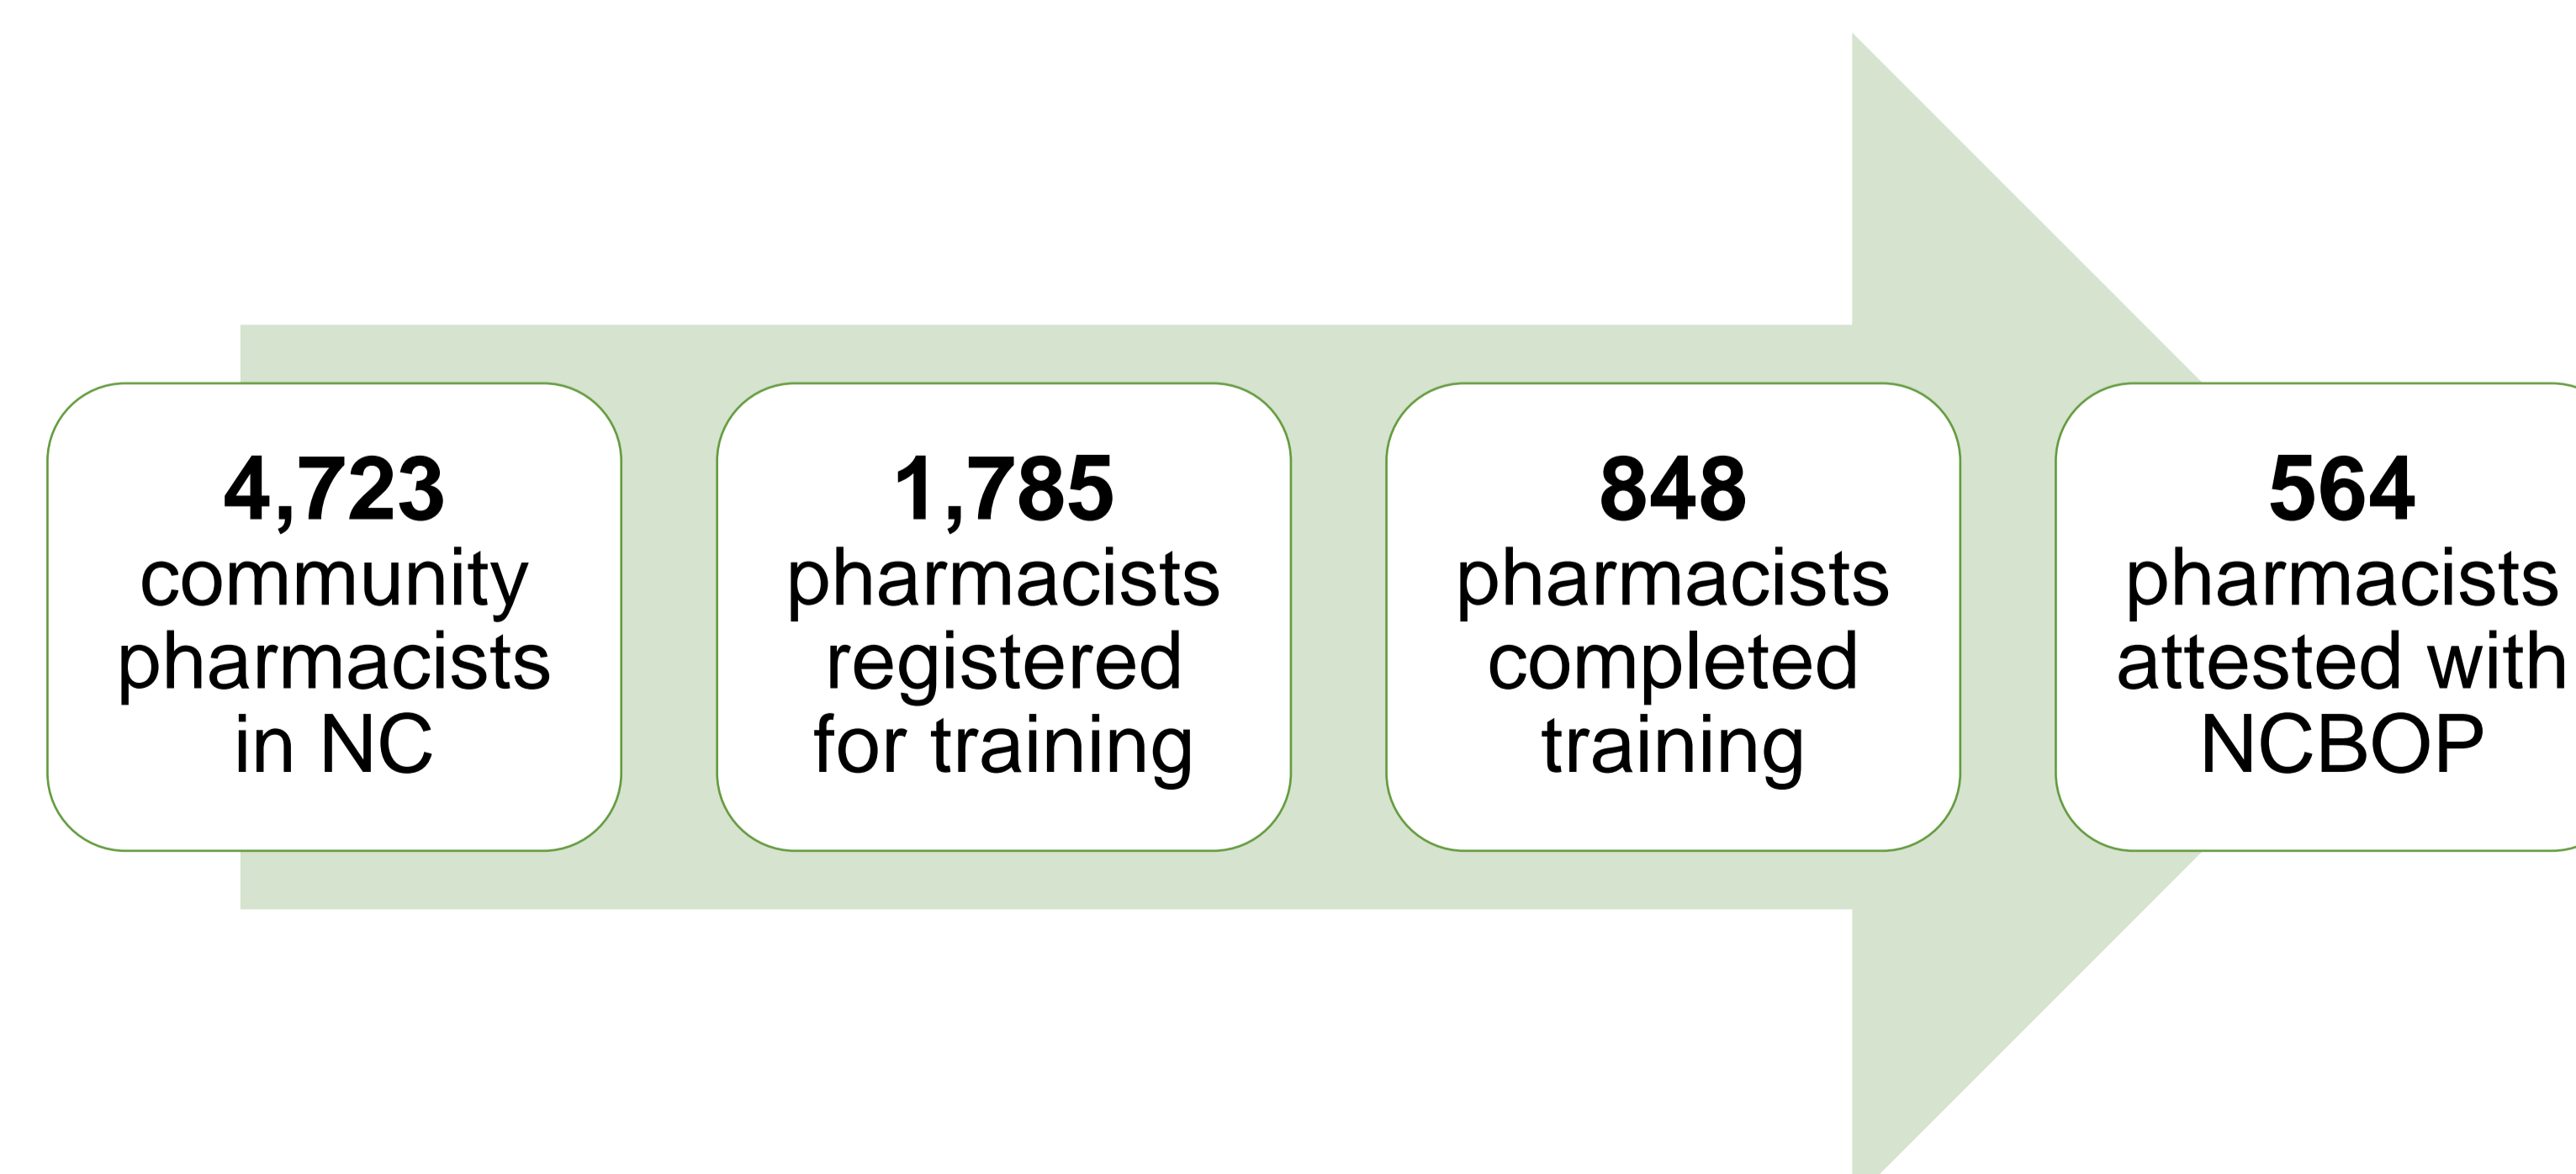 4,723
community
pharmacists
in NC
1,785
pharmacists
registered
for training
848
pharmacists
completed
training
564
pharmacists
attested with
NCBOP